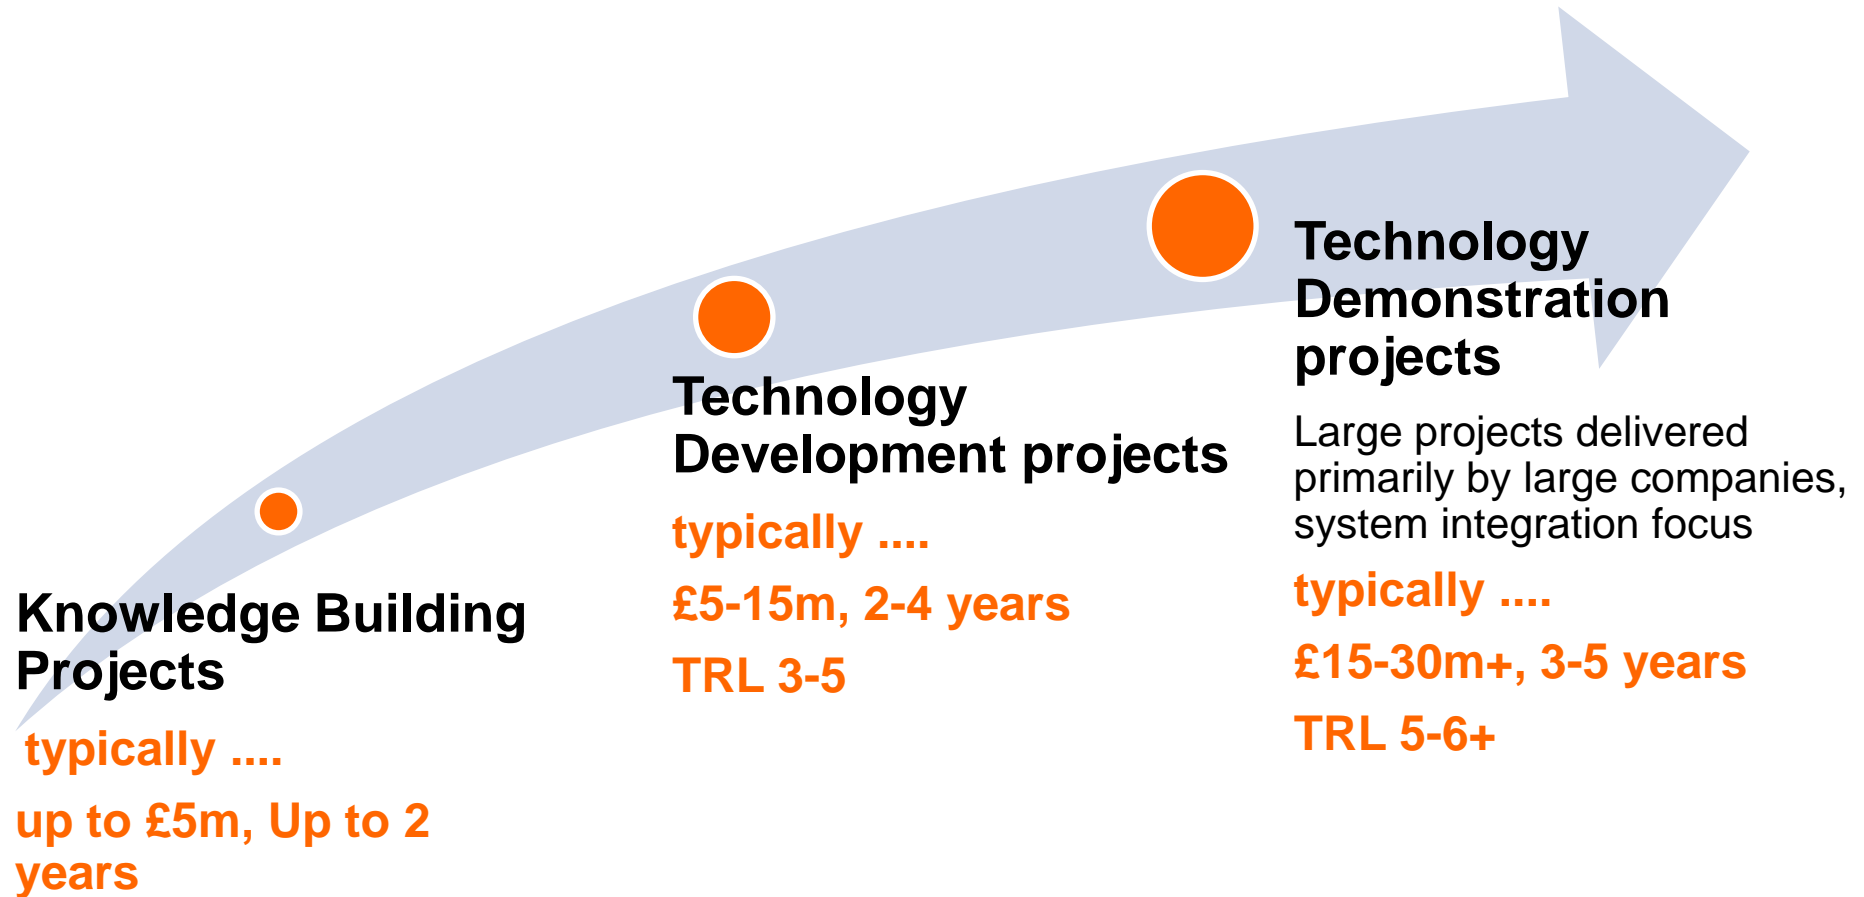 Knowledge Building
Projects
typically ....
up to £5m, Up to 2
years
Technology
Development projects
typically ....
£5-15m, 2-4 years
TRL 3-5
Technology
Demonstration
projects
Large projects delivered
primarily by large companies,
system integration focus
typically ....
£15-30m+, 3-5 years
TRL 5-6+